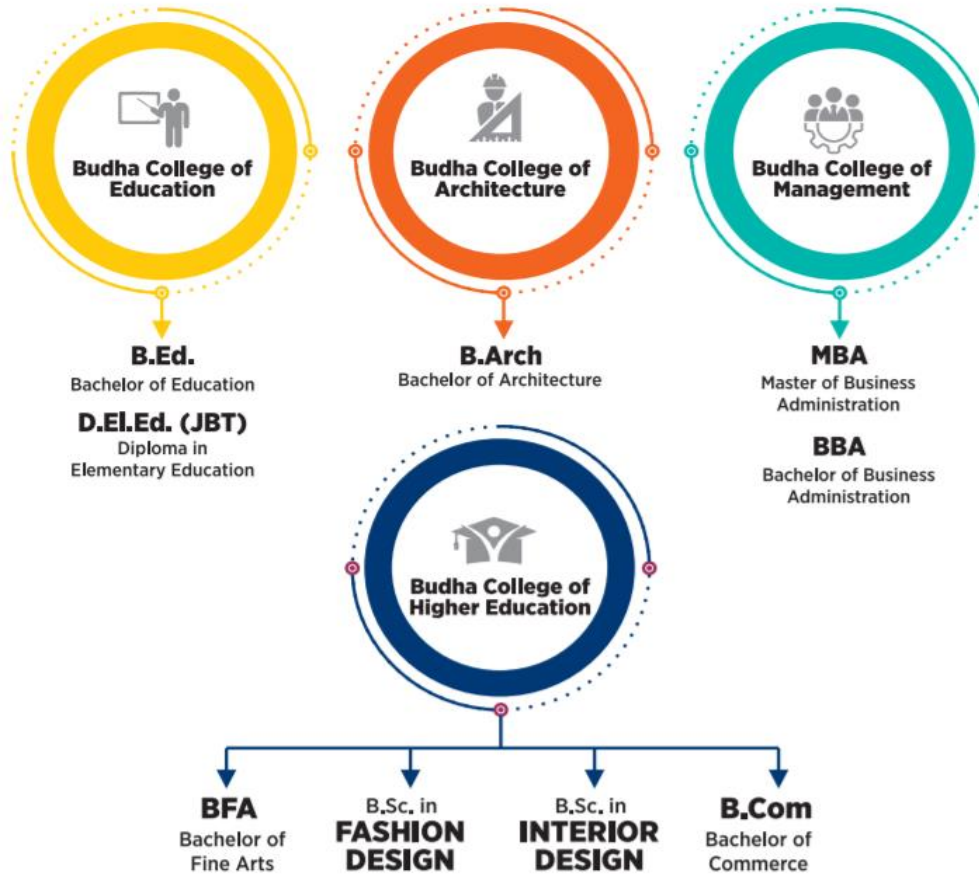 Budha College of
Education
Budha College of
Architecture
Budha College of
Management
B.Ed.
Bachelor of Education
D.El.Ed. (JBT)
Diploma in
Elementary Education
B.Arch
Bachelor of Architecture
MBA
Master of Business
Administration
BBA
Bachelor of Business
Administration
Budha College of
Higher Education
BFA
Bachelor of
Fine Arts
B.Sc. in
FASHION
DESIGN
B.Sc. in
INTERIOR
DESIGN
B.Com
Bachelor of
Commerce